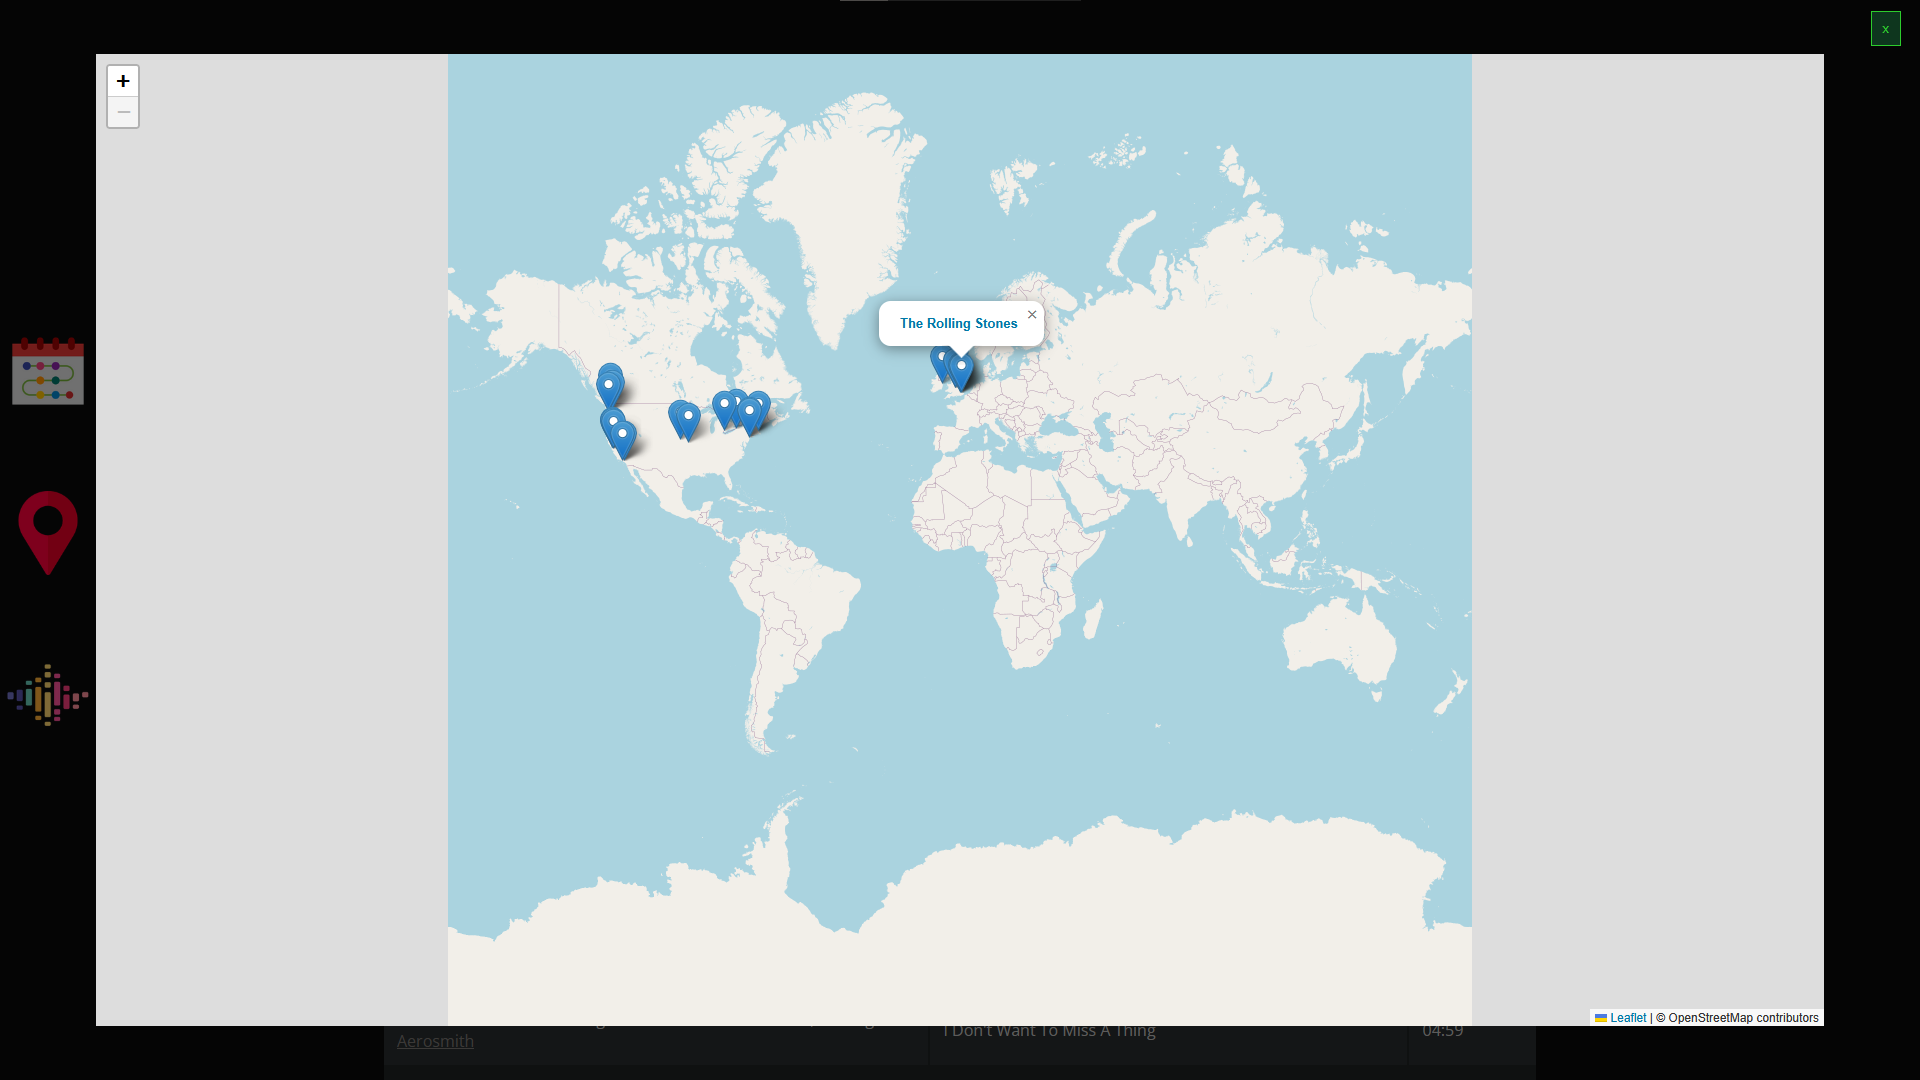 x
+
−
The Rolling Stones
×
Leaflet | © OpenStreetMap contributors
I Don't Want To Miss A Thing
04:59
Aerosmith